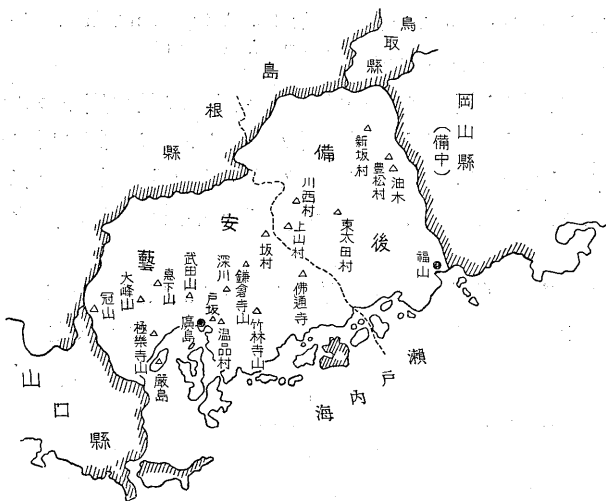 鳥取縣
島根縣
岡山縣
(備中)
備後
安藝
山口縣
瀨戸内海
新坂村
豊松村
油木
川西村
上山村
東太田村
福山
坂村
佛通寺
鎌倉寺山
深川
武田山
戸坂
温品村
竹林寺山
廣島
息下山
大峰山
冠山
極樂寺山
嚴島